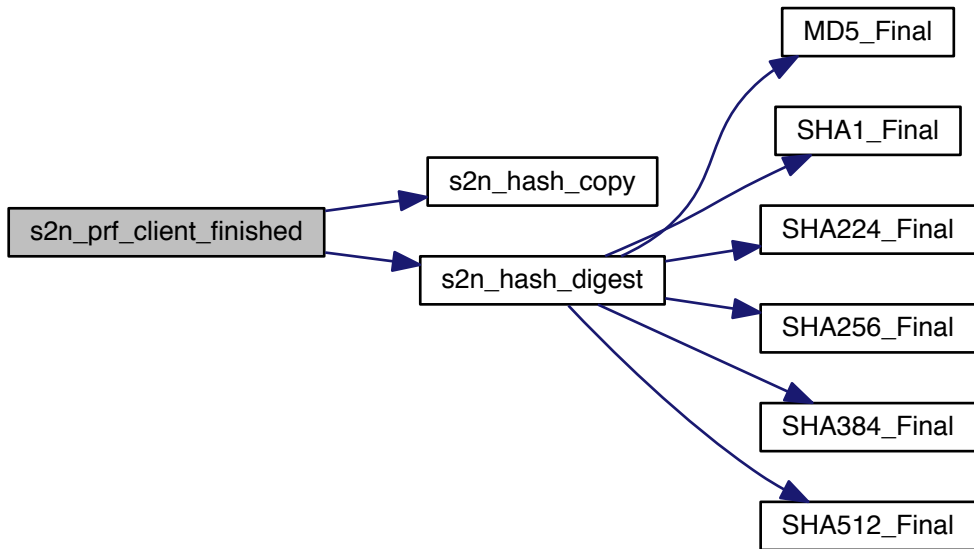 s2n_prf_client_finished
s2n_hash_copy
s2n_hash_digest
MD5_Final
SHA1_Final
SHA224_Final
SHA256_Final
SHA384_Final
SHA512_Final